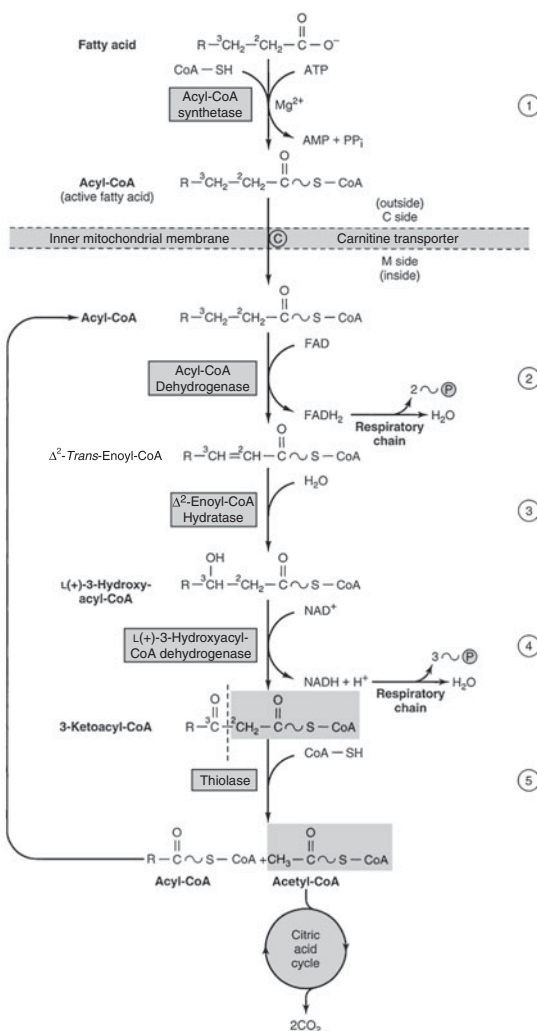 O
||
Fatty acid
R—³CH₂—²CH₂—C—O⁻
CoA—SH
ATP
Acyl-CoA
synthetase
Mg²⁺
①
AMP + PPi
O
||
Acyl-CoA
(active fatty acid)
R—³CH₂—²CH₂—C~S—CoA
(outside)
C side
Inner mitochondrial membrane
C
Carnitine transporter
M side
(inside)
O
||
Acyl-CoA
R—³CH₂—²CH₂—C~S—CoA
FAD
Acyl-CoA
Dehydrogenase
②
2~P
FADH₂
H₂O
Respiratory
chain
O
||
Δ²-Trans-Enoyl-CoA
R—³CH=²CH—C~S—CoA
H₂O
Δ²-Enoyl-CoA
Hydratase
③
OH
O
||
L(+)-3-Hydroxy-
acyl-CoA
R—³CH—²CH₂—C~S—CoA
NAD⁺
L(+)-3-Hydroxyacyl-
CoA dehydrogenase
④
3~P
NADH + H⁺
H₂O
Respiratory
chain
O
||
O
||
3-Ketoacyl-CoA
R—³C—²CH₂—C~S—CoA
CoA—SH
Thiolase
⑤
O
||
O
||
R—C~S—CoA + CH₃—C~S—CoA
Acyl-CoA
Acetyl-CoA
Citric
acid
cycle
2CO₂